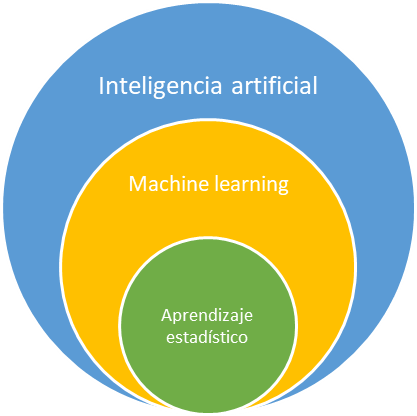 Inteligencia artificial
Machine learning
Aprendizaje
estadístico